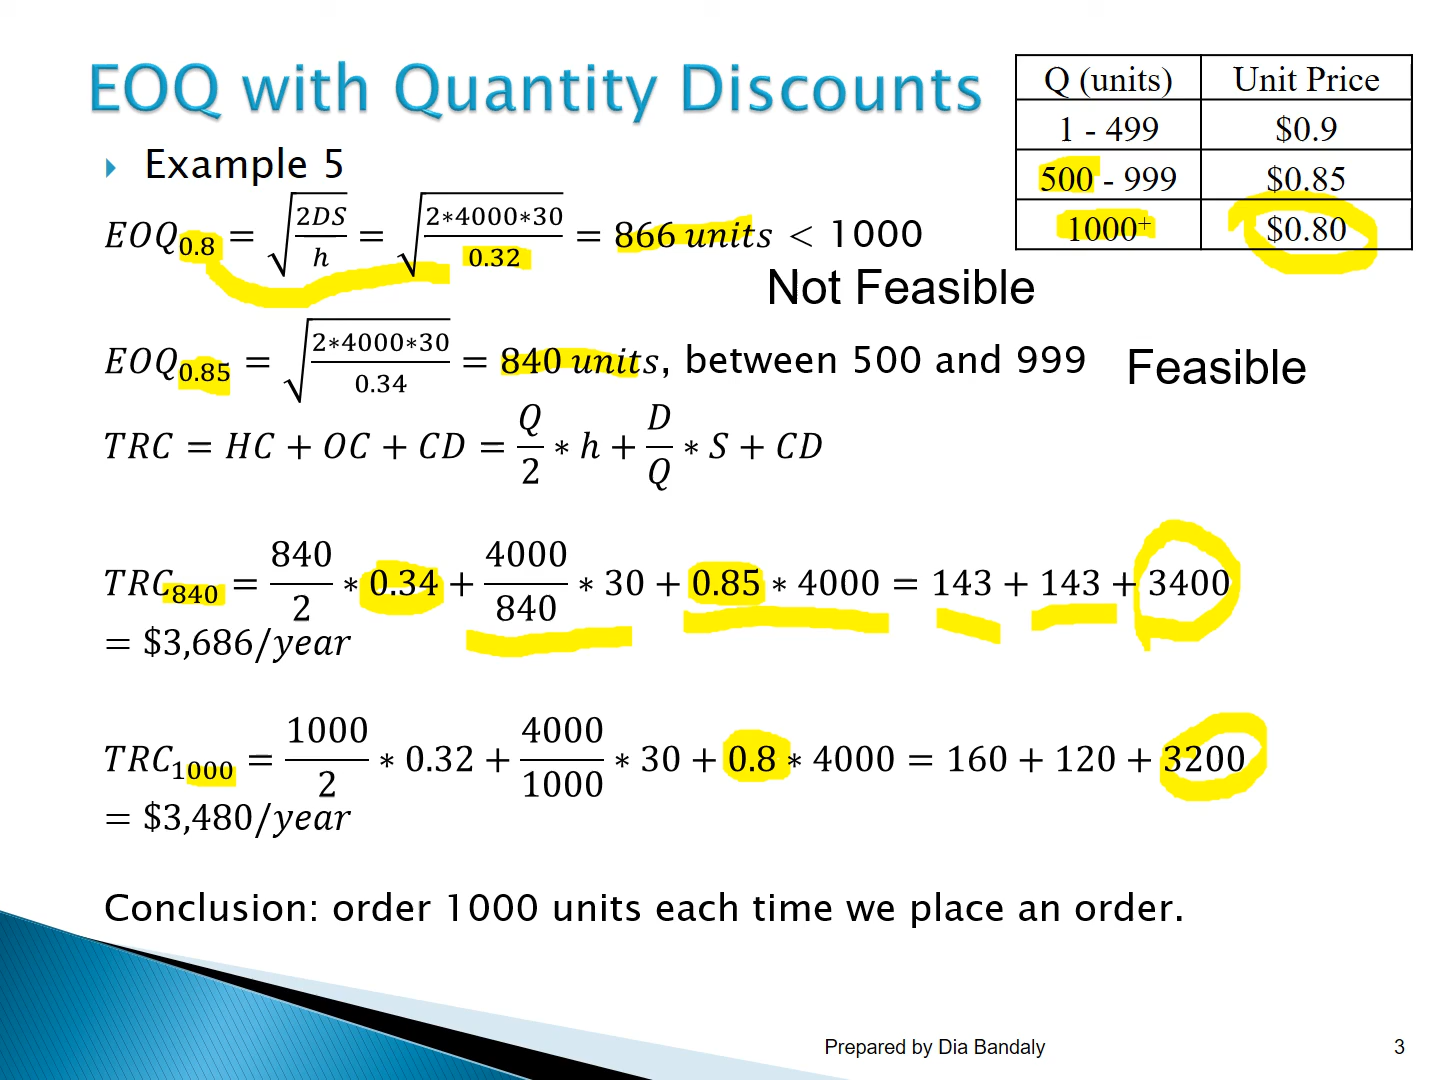 EOQ with Quantity Discounts
Q (units) Unit Price
1 - 499 $0.9
500 - 999 $0.85
1000+ $0.80
Example 5
EOQ_0.8 = √(2DS/h) = √(2*4000*30/0.32) = 866 units < 1000
Not Feasible
EOQ_0.85 = √(2*4000*30/0.34) = 840 units, between 500 and 999 Feasible
TRC = HC + OC + CD = Q/2 * h + D/Q * S + CD
TRC_840 = 840/2 * 0.34 + 4000/840 * 30 + 0.85 * 4000 = 143 + 143 + 3400
= $3,686/year
TRC_1000 = 1000/2 * 0.32 + 4000/1000 * 30 + 0.8 * 4000 = 160 + 120 + 3200
= $3,480/year
Conclusion: order 1000 units each time we place an order.
Prepared by Dia Bandaly 3